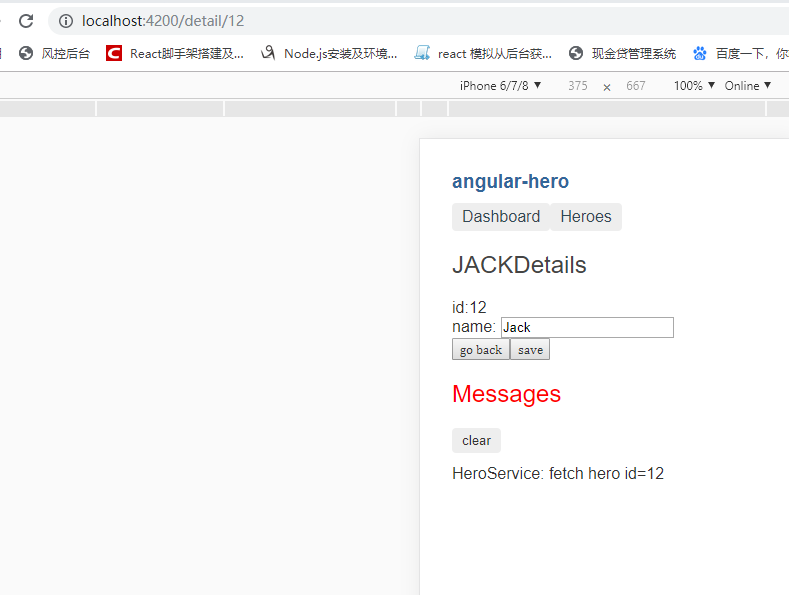 localhost:4200/detail/12
风控后台 React脚手架搭建及... Node.js安装及环境... react 模拟从后台获... 现金贷管理系统 百度一下，你
iPhone 6/7/8 ▼ 375 × 667 100% ▼ Online ▼
angular-hero
Dashboard Heroes
JACKDetails
id:12
name: Jack
go back save
Messages
clear
HeroService: fetch hero id=12